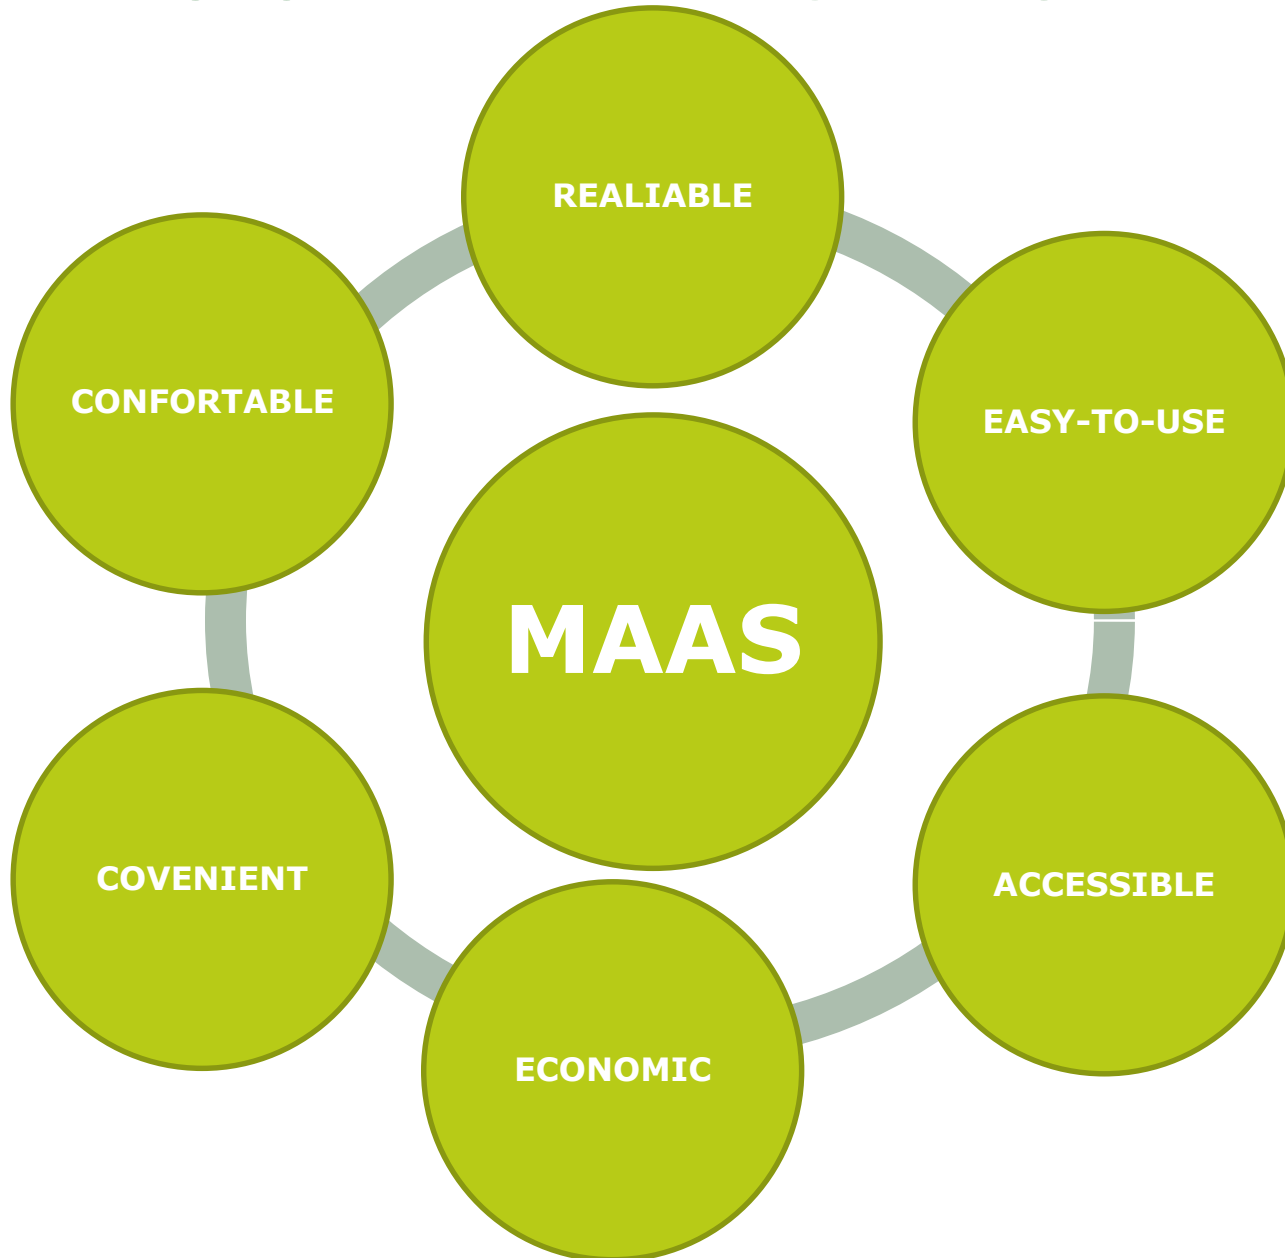 REALIABLE
CONFORTABLE
EASY-TO-USE
MAAS
COVENIENT
ACCESSIBLE
ECONOMIC